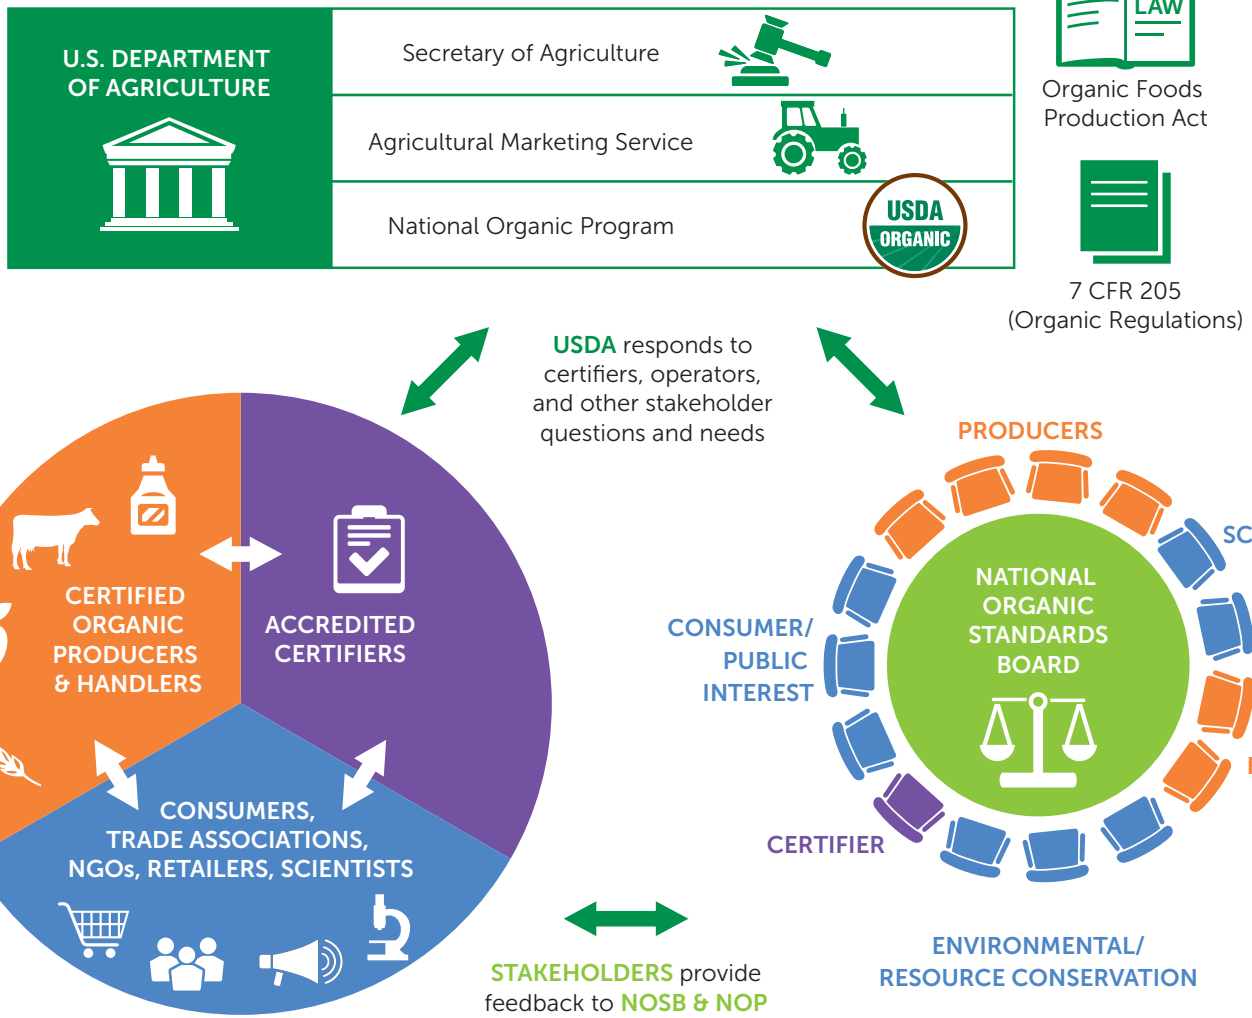 U.S. DEPARTMENT
OF AGRICULTURE
Secretary of Agriculture
Agricultural Marketing Service
National Organic Program
USDA
ORGANIC
LAW
Organic Foods
Production Act
7 CFR 205
(Organic Regulations)
USDA responds to
certifiers, operators,
and other stakeholder
questions and needs
CERTIFIED
ORGANIC
PRODUCERS
& HANDLERS
ACCREDITED
CERTIFIERS
CONSUMERS,
TRADE ASSOCIATIONS,
NGOs, RETAILERS, SCIENTISTS
PRODUCERS
CONSUMER/
PUBLIC
INTEREST
NATIONAL
ORGANIC
STANDARDS
BOARD
CERTIFIER
ENVIRONMENTAL/
RESOURCE CONSERVATION
STAKEHOLDERS provide
feedback to NOSB & NOP